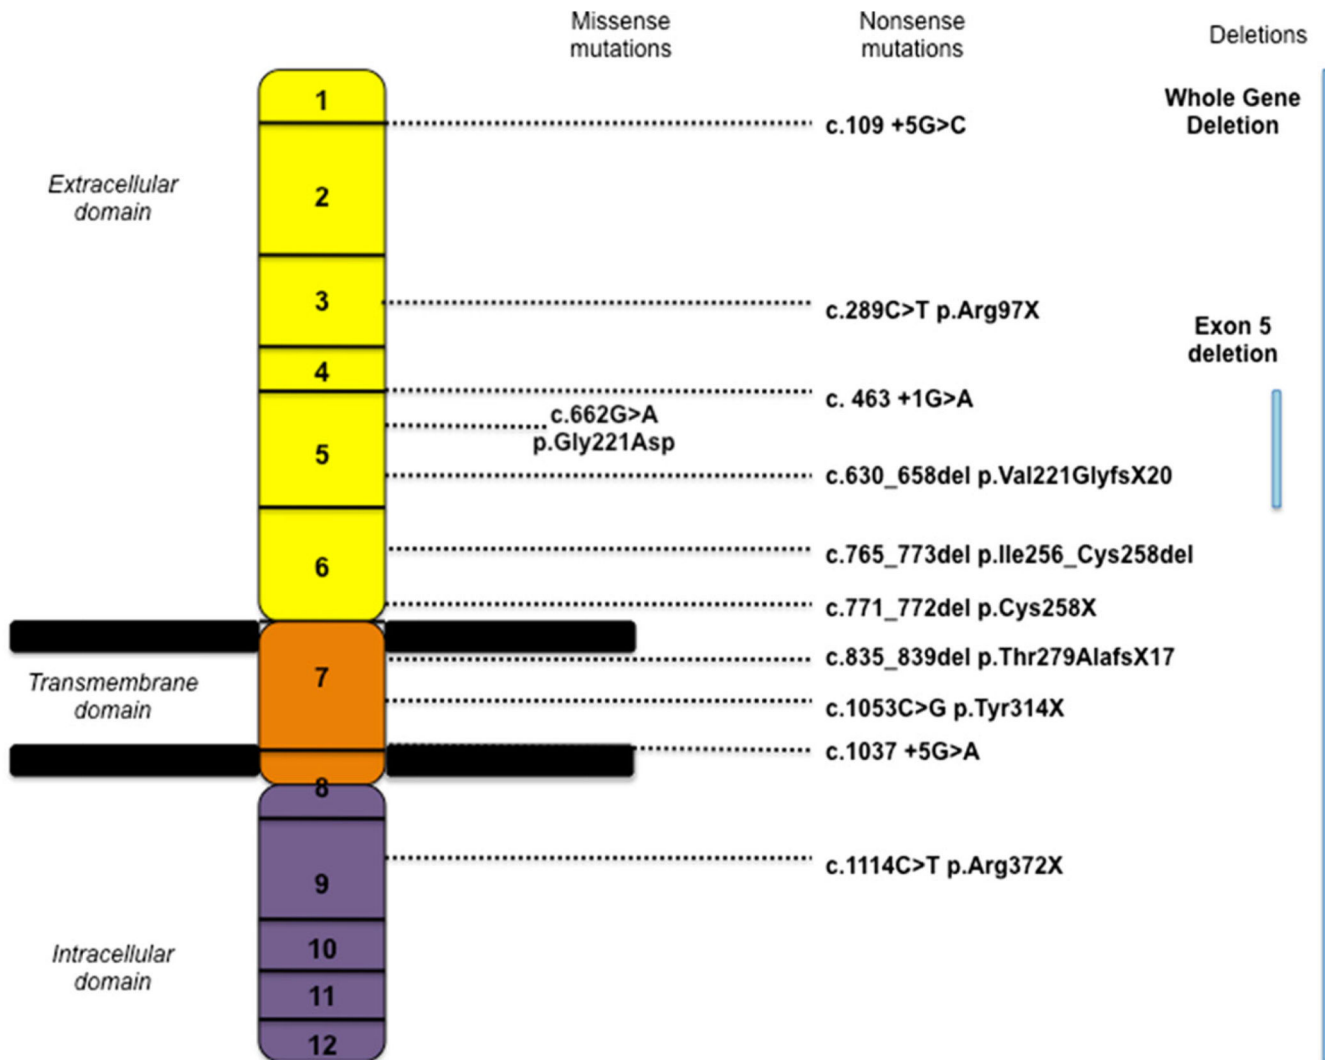 Missense
mutations
Nonsense
mutations
Deletions
1
Whole Gene
Deletion
c.109 +5G>C
Extracellular
domain
2
3
c.289C>T p.Arg97X
Exon 5
deletion
4
c. 463 +1G>A
c.662G>A
p.Gly221Asp
5
c.630_658del p.Val221GlyfsX20
6
c.765_773del p.Ile256_Cys258del
c.771_772del p.Cys258X
7
c.835_839del p.Thr279AlafsX17
Transmembrane
domain
c.1053C>G p.Tyr314X
c.1037 +5G>A
8
9
c.1114C>T p.Arg372X
Intracellular
domain
10
11
12